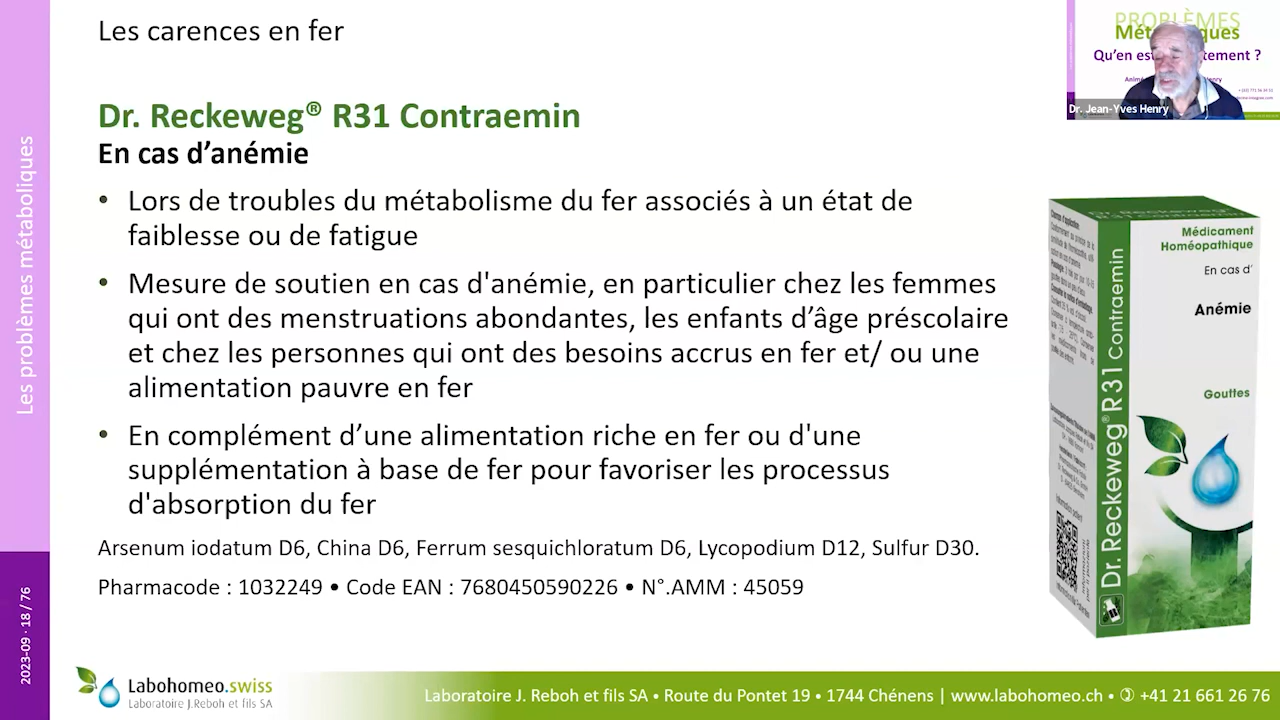 Les carences en fer
Dr. Reckeweg® R31 Contraemin
En cas d’anémie
• Lors de troubles du métabolisme du fer associés à un état de
faiblesse ou de fatigue
• Mesure de soutien en cas d'anémie, en particulier chez les femmes
qui ont des menstruations abondantes, les enfants d’âge préscolaire
et chez les personnes qui ont des besoins accrus en fer et/ ou une
alimentation pauvre en fer
• En complément d’une alimentation riche en fer ou d'une
supplémentation à base de fer pour favoriser les processus
d'absorption du fer
Arsenum iodatum D6, China D6, Ferrum sesquichloratum D6, Lycopodium D12, Sulfur D30.
Pharmacode : 1032249 • Code EAN : 7680450590226 • N°.AMM : 45059
Les problèmes métaboliques
2023-09 · 18 / 76
Labohomeo.swiss
Laboratoire J.Reboh et fils SA
Laboratoire J. Reboh et fils SA • Route du Pontet 19 • 1744 Chénens | www.labohomeo.ch • ✆ +41 21 661 26 76
PROBLÈMES
Qu'en
?
Dr. Jean-Yves Henry
Médicament
Homéopathique
En cas d’
Anémie
Gouttes
Dr. Reckeweg® R31 Contraemin